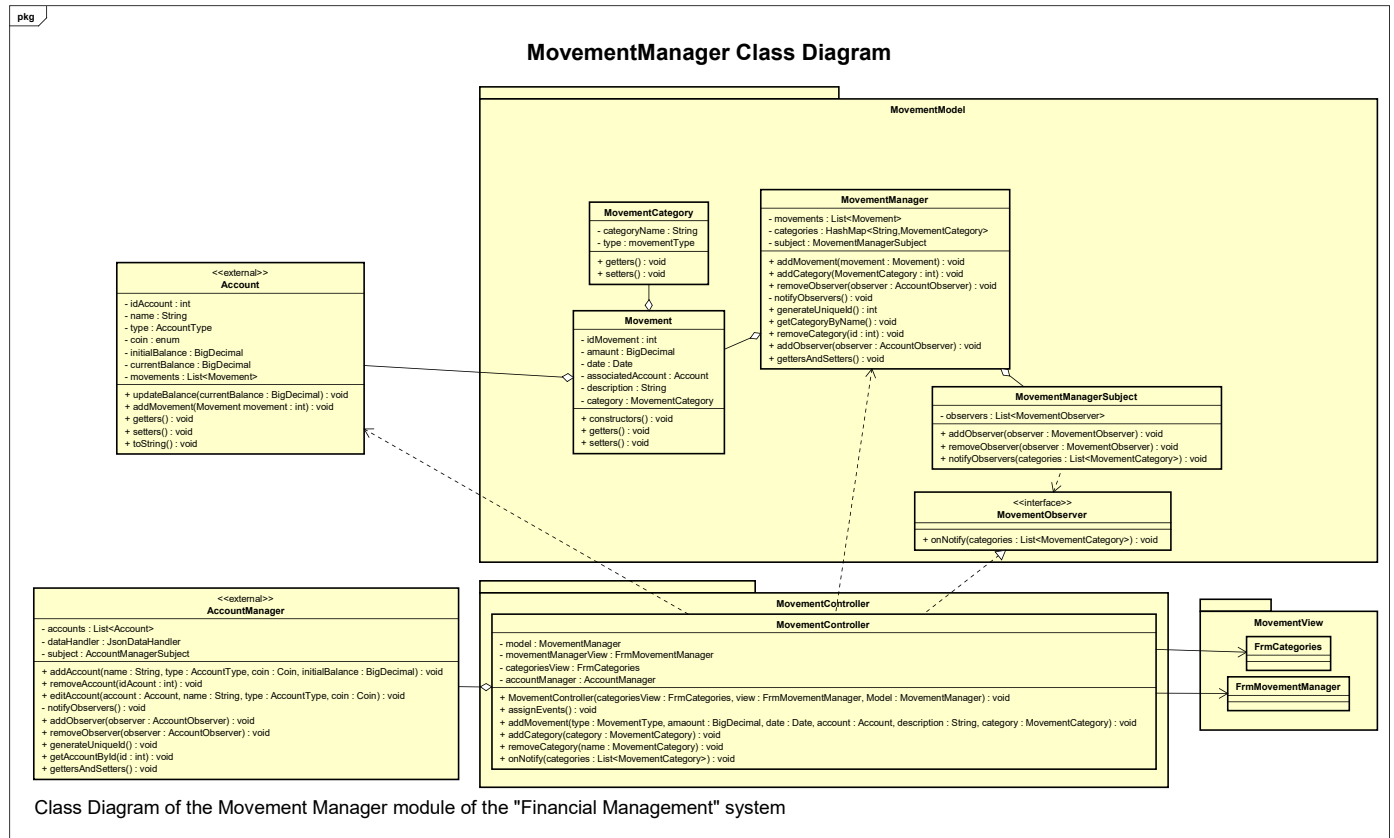 pkg
MovementManager Class Diagram
MovementModel
MovementCategory
- categoryName : String
- type : movementType
+ getters() : void
+ setters() : void
MovementManager
- movements : List<Movement>
- categories : HashMap<String,MovementCategory>
- subject : MovementManagerSubject
+ addMovement(movement : Movement) : void
+ addCategory(MovementCategory : int) : void
+ removeObserver(observer : AccountObserver) : void
- notifyObservers() : void
+ generateUniqueId() : int
+ getCategoryByName() : void
+ removeCategory(id : int) : void
+ addObserver(observer : AccountObserver) : void
+ gettersAndSetters() : void
<<external>>
Account
- idAccount : int
- name : String
- type : AccountType
- coin : enum
- initialBalance : BigDecimal
- currentBalance : BigDecimal
- movements : List<Movement>
+ updateBalance(currentBalance : BigDecimal) : void
+ addMovement(Movement movement : int) : void
+ getters() : void
+ setters() : void
+ toString() : void
Movement
- idMovement : int
- amount : BigDecimal
- date : Date
- associatedAccount : Account
- description : String
- category : MovementCategory
+ constructors() : void
+ getters() : void
+ setters() : void
MovementManagerSubject
- observers : List<MovementObserver>
+ addObserver(observer : MovementObserver) : void
+ removeObserver(observer : MovementObserver) : void
+ notifyObservers(categories : List<MovementCategory>) : void
<<interface>>
MovementObserver
+ onNotify(categories : List<MovementCategory>) : void
<<external>>
AccountManager
- accounts : List<Account>
- dataHandler : JsonDataHandler
- subject : AccountManagerSubject
+ addAccount(name : String, type : AccountType, coin : Coin, initialBalance : BigDecimal) : void
+ removeAccount(idAcount : int) : void
+ editAccount(account : Account, name : String, type : AccountType, coin : Coin) : void
- notifyObservers() : void
+ addObserver(observer : AccountObserver) : void
+ removeObserver(observer : AccountObserver) : void
+ generateUniqueId() : void
+ getAccountById(id : int) : void
+ gettersAndSetters() : void
MovementController
MovementController
- model : MovementManager
- movementManagerView : FrmMovementManager
- categoriesView : FrmCategories
- accountManager : AccountManager
+ MovementController(categoriesView : FrmCategories, view : FrmMovementManager, Model : MovementManager) : void
+ assignEvents() : void
+ addMovement(type : MovementType, amaount : BigDecimal, date : Date, account : Account, description : String, category : MovementCategory) : void
+ addCategory(category : MovementCategory) : void
+ removeCategory(name : MovementCategory) : void
+ onNotify(categories : List<MovementCategory>) : void
MovementView
FrmCategories
FrmMovementManager
Class Diagram of the Movement Manager module of the "Financial Management" system